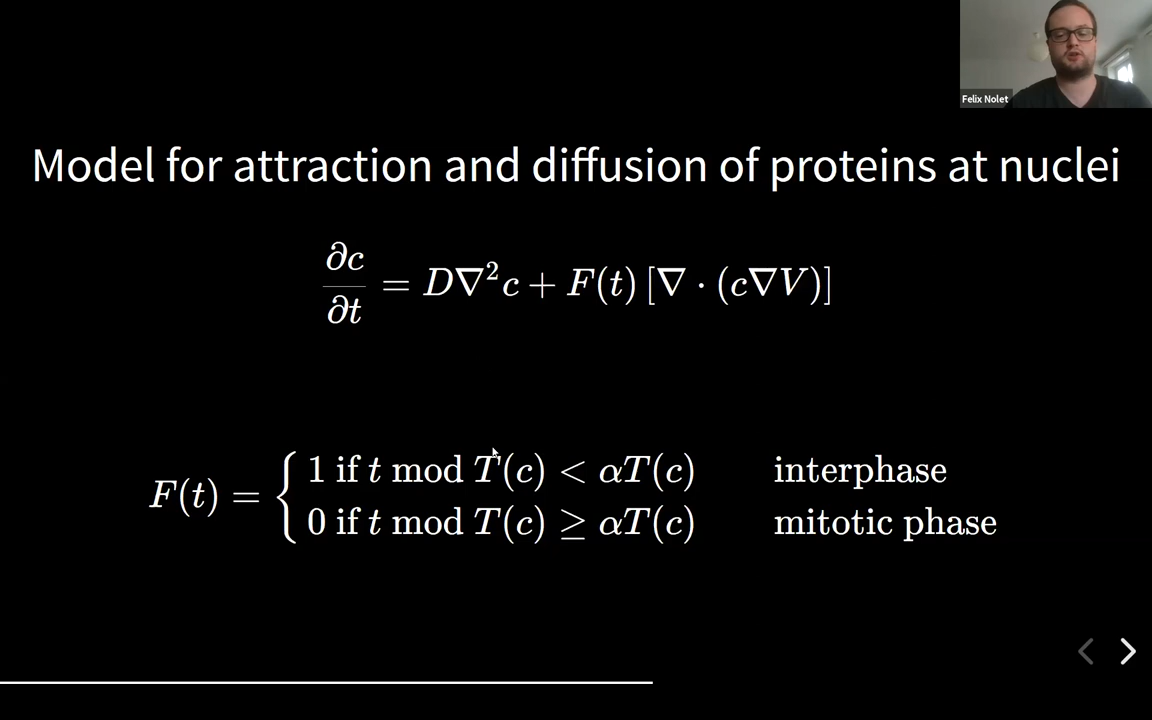 Felix Nolet
Model for attraction and diffusion of proteins at nuclei
∂c/∂t = D∇²c + F(t) [∇ · (c∇V)]
F(t) = { 1 if t mod T(c) < αT(c) interphase
0 if t mod T(c) ≥ αT(c) mitotic phase